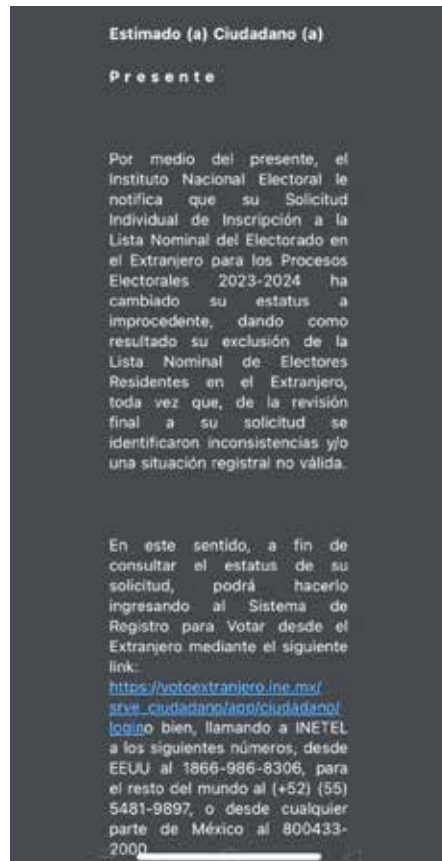 Estimado (a) Ciudadano (a)
P r e s e n t e
Por medio del presente, el
Instituto Nacional Electoral le
notifica que su Solicitud
Individual de Inscripción a la
Lista Nominal del Electorado en
el Extranjero para los Procesos
Electorales 2023-2024 ha
cambiado su estatus a
improcedente, dando como
resultado su exclusión de la
Lista Nominal de Electores
Residentes en el Extranjero,
toda vez que, de la revisión
final a su solicitud se
identificaron inconsistencias y/o
una situación registral no válida.
En este sentido, a fin de
consultar el estatus de su
solicitud, podrá hacerlo
ingresando al Sistema de
Registro para Votar desde el
Extranjero mediante el siguiente
link:
https://votoextranjero.ine.mx/
srve_ciudadano/app/ciudadano/
logino bien, llamando a INETEL
a los siguientes números, desde
EEUU al 1866-986-8306, para
el resto del mundo al (+52) (55)
5481-9897, o desde cualquier
parte de México al 800433-
2000